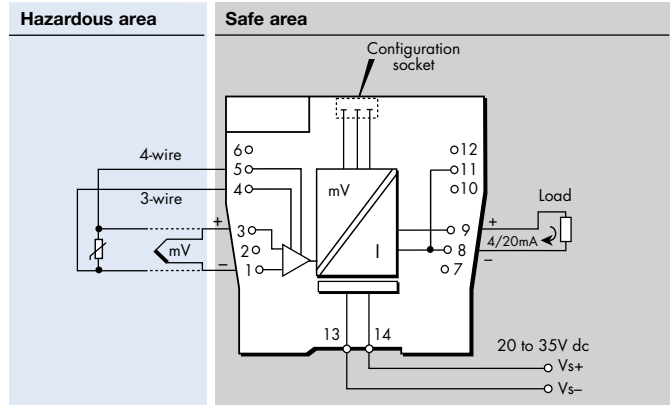 Hazardous area
Safe area
Configuration
socket
6
12
4-wire
5
11
4
10
3-wire
mV
Load
+
+
3
9
4/20mA
mV
2
I
8
–
–
1
7
13
14
20 to 35V dc
Vs+
Vs–